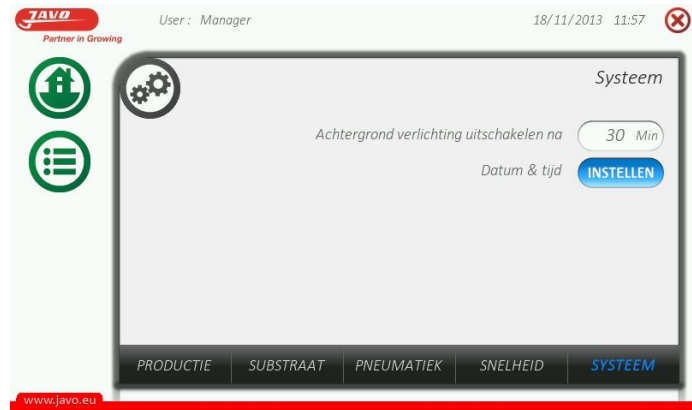 JAVO
Partner in Growing
User : Manager
18/11/2013 11:57
Systeem
Achtergrond verlichting uitschakelen na 30 Min
Datum & tijd INSTELLEN
PRODUCTIE SUBSTRAAT PNEUMATIEK SNELHEID SYSTEEM
www.javo.eu